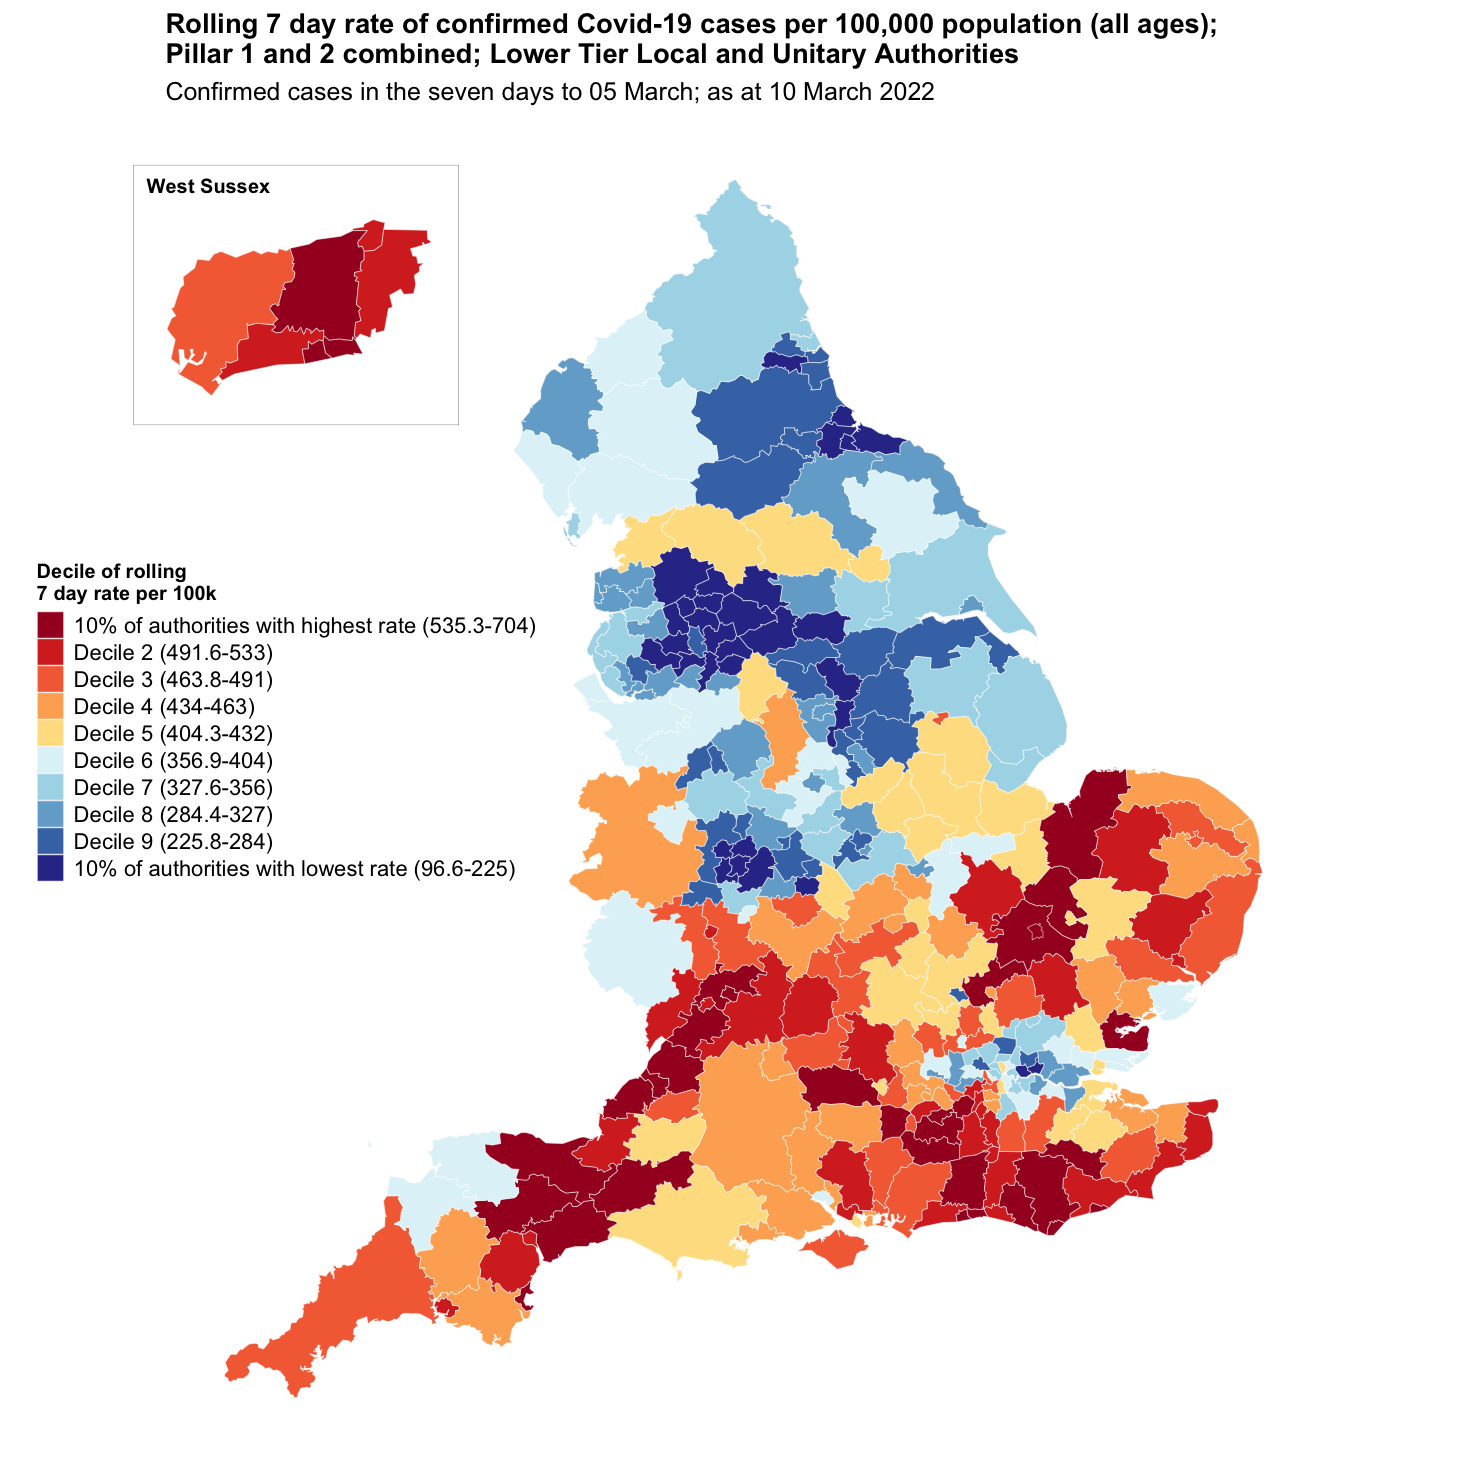 Rolling 7 day rate of confirmed Covid-19 cases per 100,000 population (all ages);
Pillar 1 and 2 combined; Lower Tier Local and Unitary Authorities
Confirmed cases in the seven days to 05 March; as at 10 March 2022
West Sussex
Decile of rolling
7 day rate per 100k
10% of authorities with highest rate (535.3-704)
Decile 2 (491.6-533)
Decile 3 (463.8-491)
Decile 4 (434-463)
Decile 5 (404.3-432)
Decile 6 (356.9-404)
Decile 7 (327.6-356)
Decile 8 (284.4-327)
Decile 9 (225.8-284)
10% of authorities with lowest rate (96.6-225)